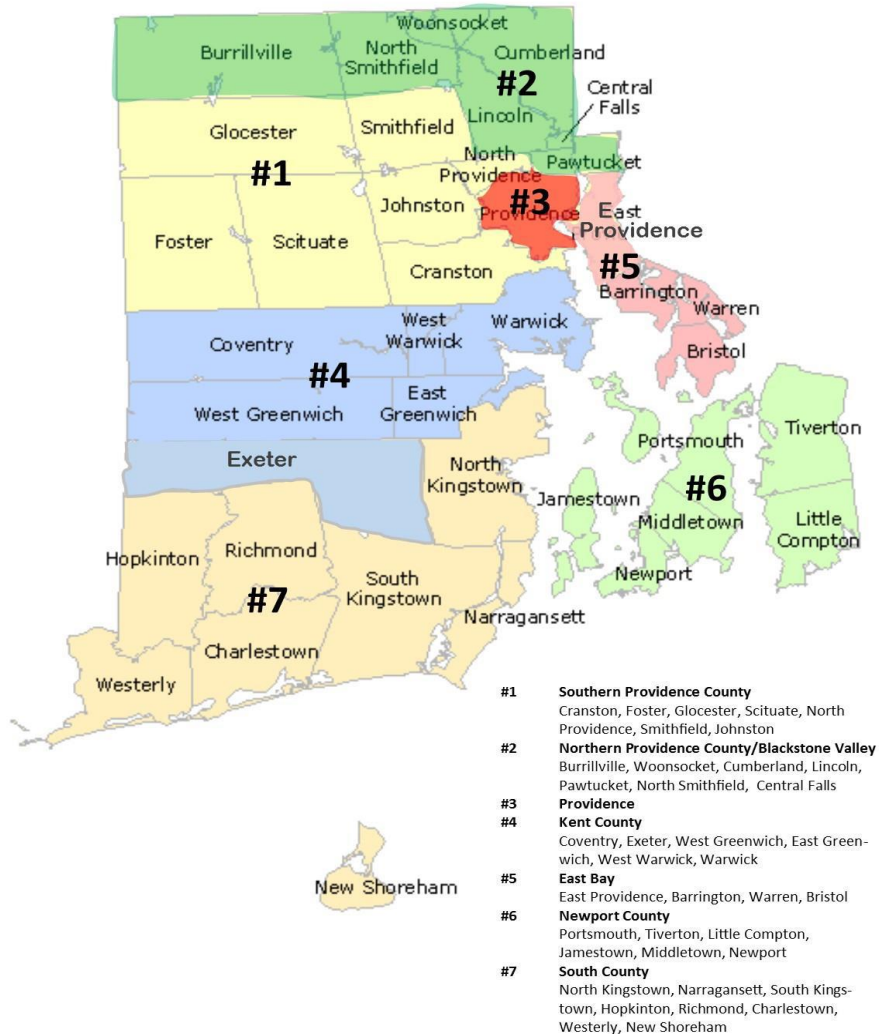 Woonsocket
Burrillville
North
Smithfield
Cumberland
#2
Central
Falls
Lincoln
Glocester
Smithfield
North
Providence
Pawtucket
#1
#3
Johnston
Providence
East
Providence
Foster
Scituate
Cranston
#5
Barrington
Warren
West
Warwick
Warwick
Coventry
Bristol
#4
East
Greenwich
West Greenwich
Tiverton
Portsmouth
Exeter
North
Kingstown
#6
Jamestown
Middletown
Little
Compton
Hopkinton
Richmond
Newport
South
Kingstown
#7
Narragansett
Charlestown
Westerly
New Shoreham
#1 Southern Providence County
Cranston, Foster, Glocester, Scituate, North
Providence, Smithfield, Johnston
#2 Northern Providence County/Blackstone Valley
Burrillville, Woonsocket, Cumberland, Lincoln,
Pawtucket, North Smithfield, Central Falls
#3 Providence
#4 Kent County
Coventry, Exeter, West Greenwich, East Green-
wich, West Warwick, Warwick
#5 East Bay
East Providence, Barrington, Warren, Bristol
#6 Newport County
Portsmouth, Tiverton, Little Compton,
Jamestown, Middletown, Newport
#7 South County
North Kingstown, Narragansett, South Kings-
town, Hopkinton, Richmond, Charlestown,
Westerly, New Shoreham